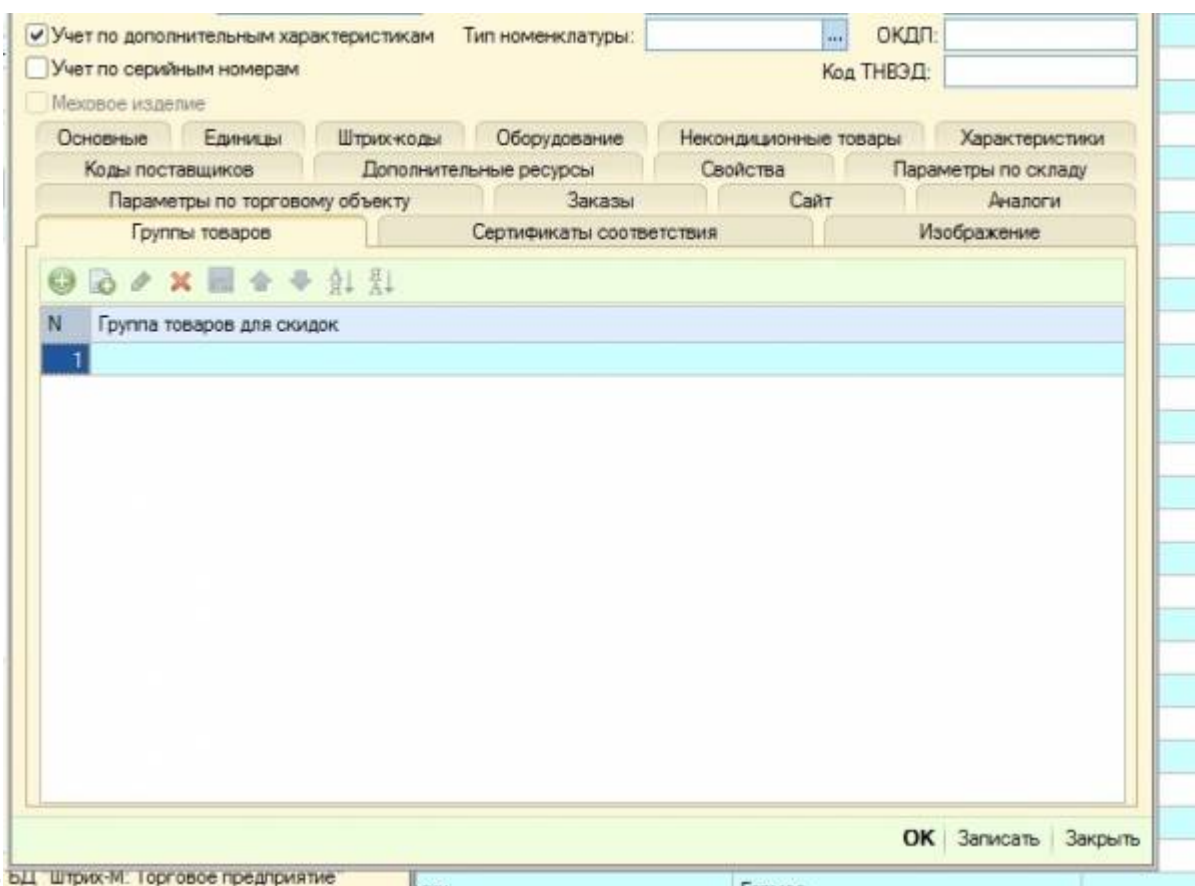 Учет по дополнительным характеристикам Тип номенклатуры: ... ОКДП:
Учет по серийным номерам Код ТНВЭД:
Меховое изделие
Основные Единицы Штрих-коды Оборудование Некондиционные товары Характеристики
Коды поставщиков Дополнительные ресурсы Свойства Параметры по складу
Параметры по торговому объекту Заказы Сайт Аналоги
Группы товаров Сертификаты соответствия Изображение
N Группа товаров для скидок
1
OK Записать Закрыть
БД "Штрих-М: Торговое предприятие"